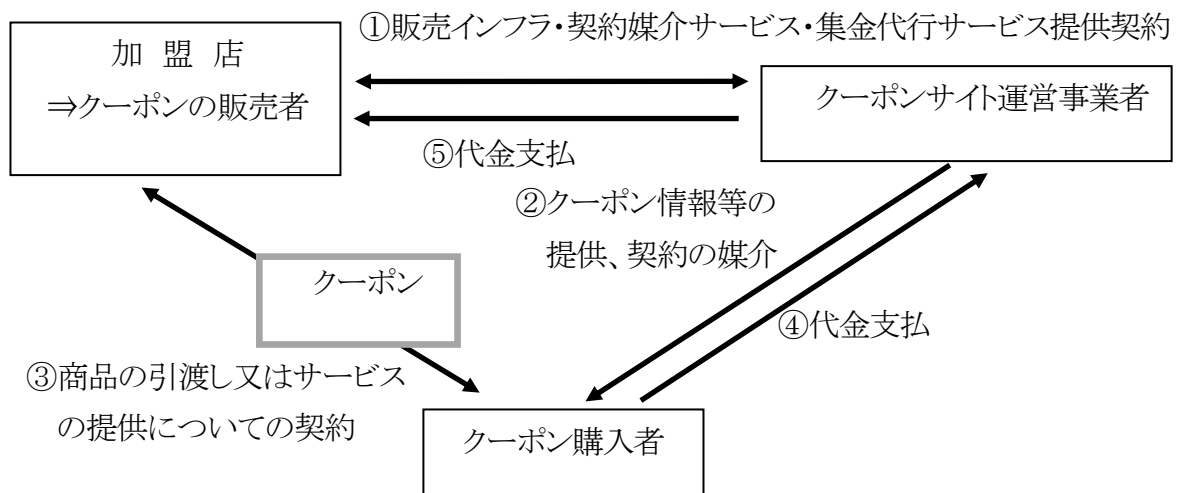 ①販売インフラ・契約媒介サービス・集金代行サービス提供契約
加 盟 店
⇒クーポンの販売者
クーポンサイト運営事業者
⑤代金支払
②クーポン情報等の
提供、契約の媒介
クーポン
④代金支払
③商品の引渡し又はサービス
の提供についての契約
クーポン購入者